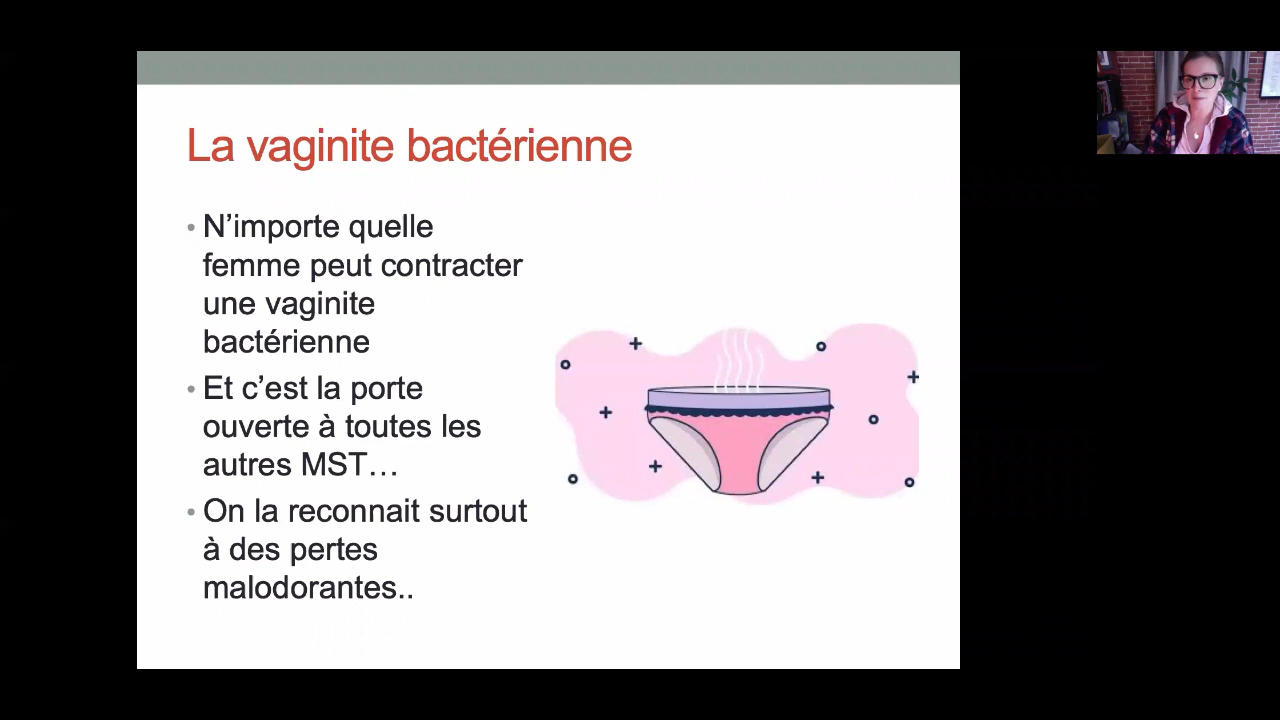 La vaginite bactérienne
• N’importe quelle
femme peut contracter
une vaginite
bactérienne
• Et c’est la porte
ouverte à toutes les
autres MST…
• On la reconnait surtout
à des pertes
malodorantes..